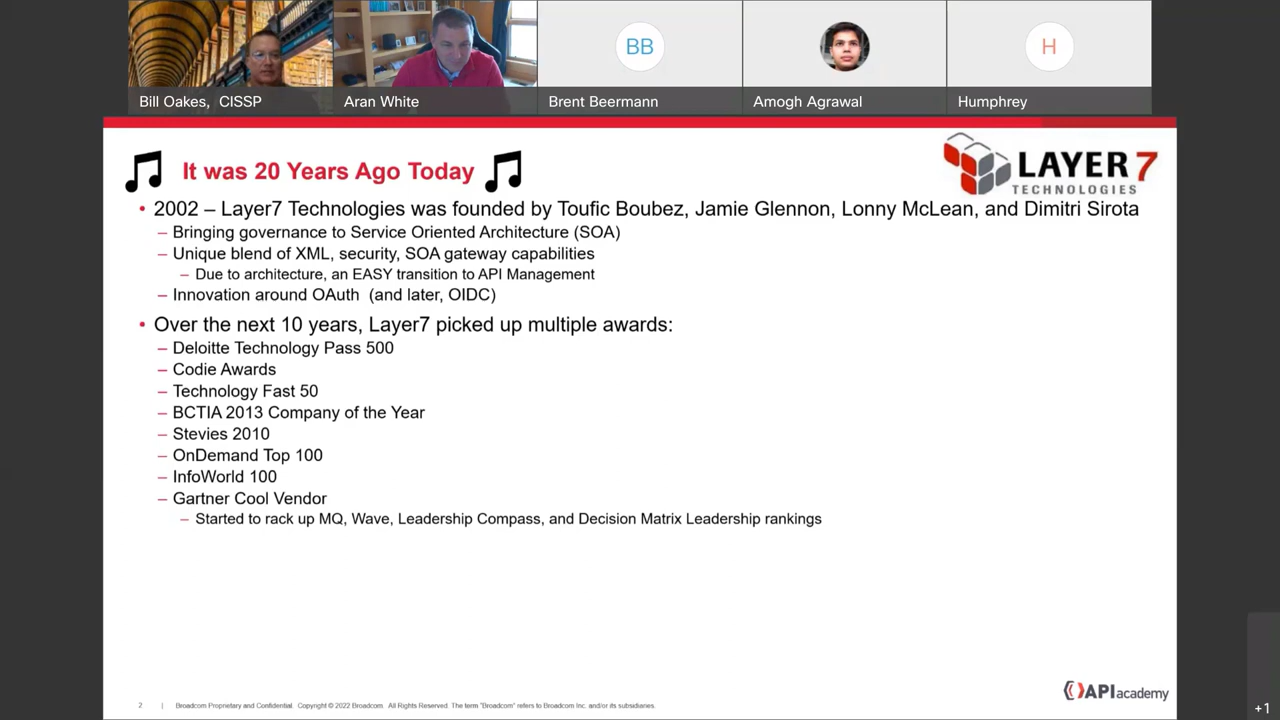 BB
H
Bill Oakes, CISSP
Aran White
Brent Beermann
Amogh Agrawal
Humphrey
It was 20 Years Ago Today
LAYER 7
TECHNOLOGIES
• 2002 – Layer7 Technologies was founded by Toufic Boubez, Jamie Glennon, Lonny McLean, and Dimitri Sirota
– Bringing governance to Service Oriented Architecture (SOA)
– Unique blend of XML, security, SOA gateway capabilities
– Due to architecture, an EASY transition to API Management
– Innovation around OAuth (and later, OIDC)
• Over the next 10 years, Layer7 picked up multiple awards:
– Deloitte Technology Pass 500
– Codie Awards
– Technology Fast 50
– BCTIA 2013 Company of the Year
– Stevies 2010
– OnDemand Top 100
– InfoWorld 100
– Gartner Cool Vendor
– Started to rack up MQ, Wave, Leadership Compass, and Decision Matrix Leadership rankings
2 | Broadcom Proprietary and Confidential. Copyright © 2022 Broadcom. All Rights Reserved. The term "Broadcom" refers to Broadcom Inc. and/or its subsidiaries.
APIacademy
+1